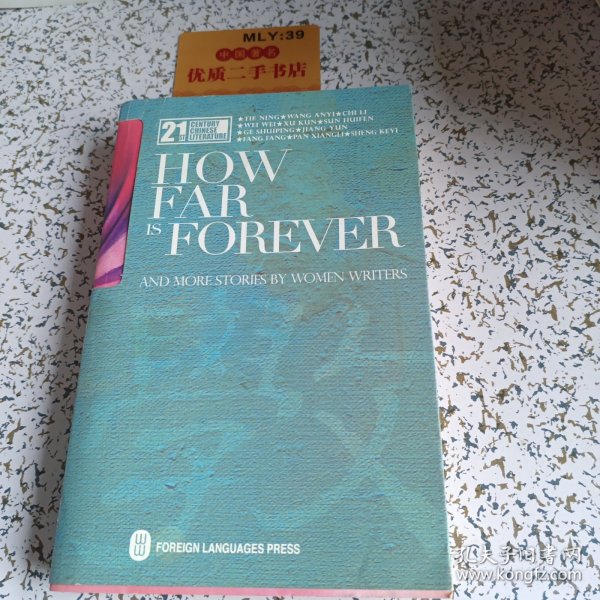 MLY:39
中国著名
优质二手书店
21ST
CENTURY
CHINESE
LITERATURE
★TIE NING★WANG ANYI★CHI LI
★WEI WEI★XU KUN★SUN HUIFEN
★GE SHUIPING★JIANG YUN
★FANG FANG★PAN XIANGLI★SHENG KEYI
HOW
FAR
IS FOREVER
AND MORE STORIES BY WOMEN WRITERS
FOREIGN LANGUAGES PRESS
孔夫子旧书网
www.kongfz.com